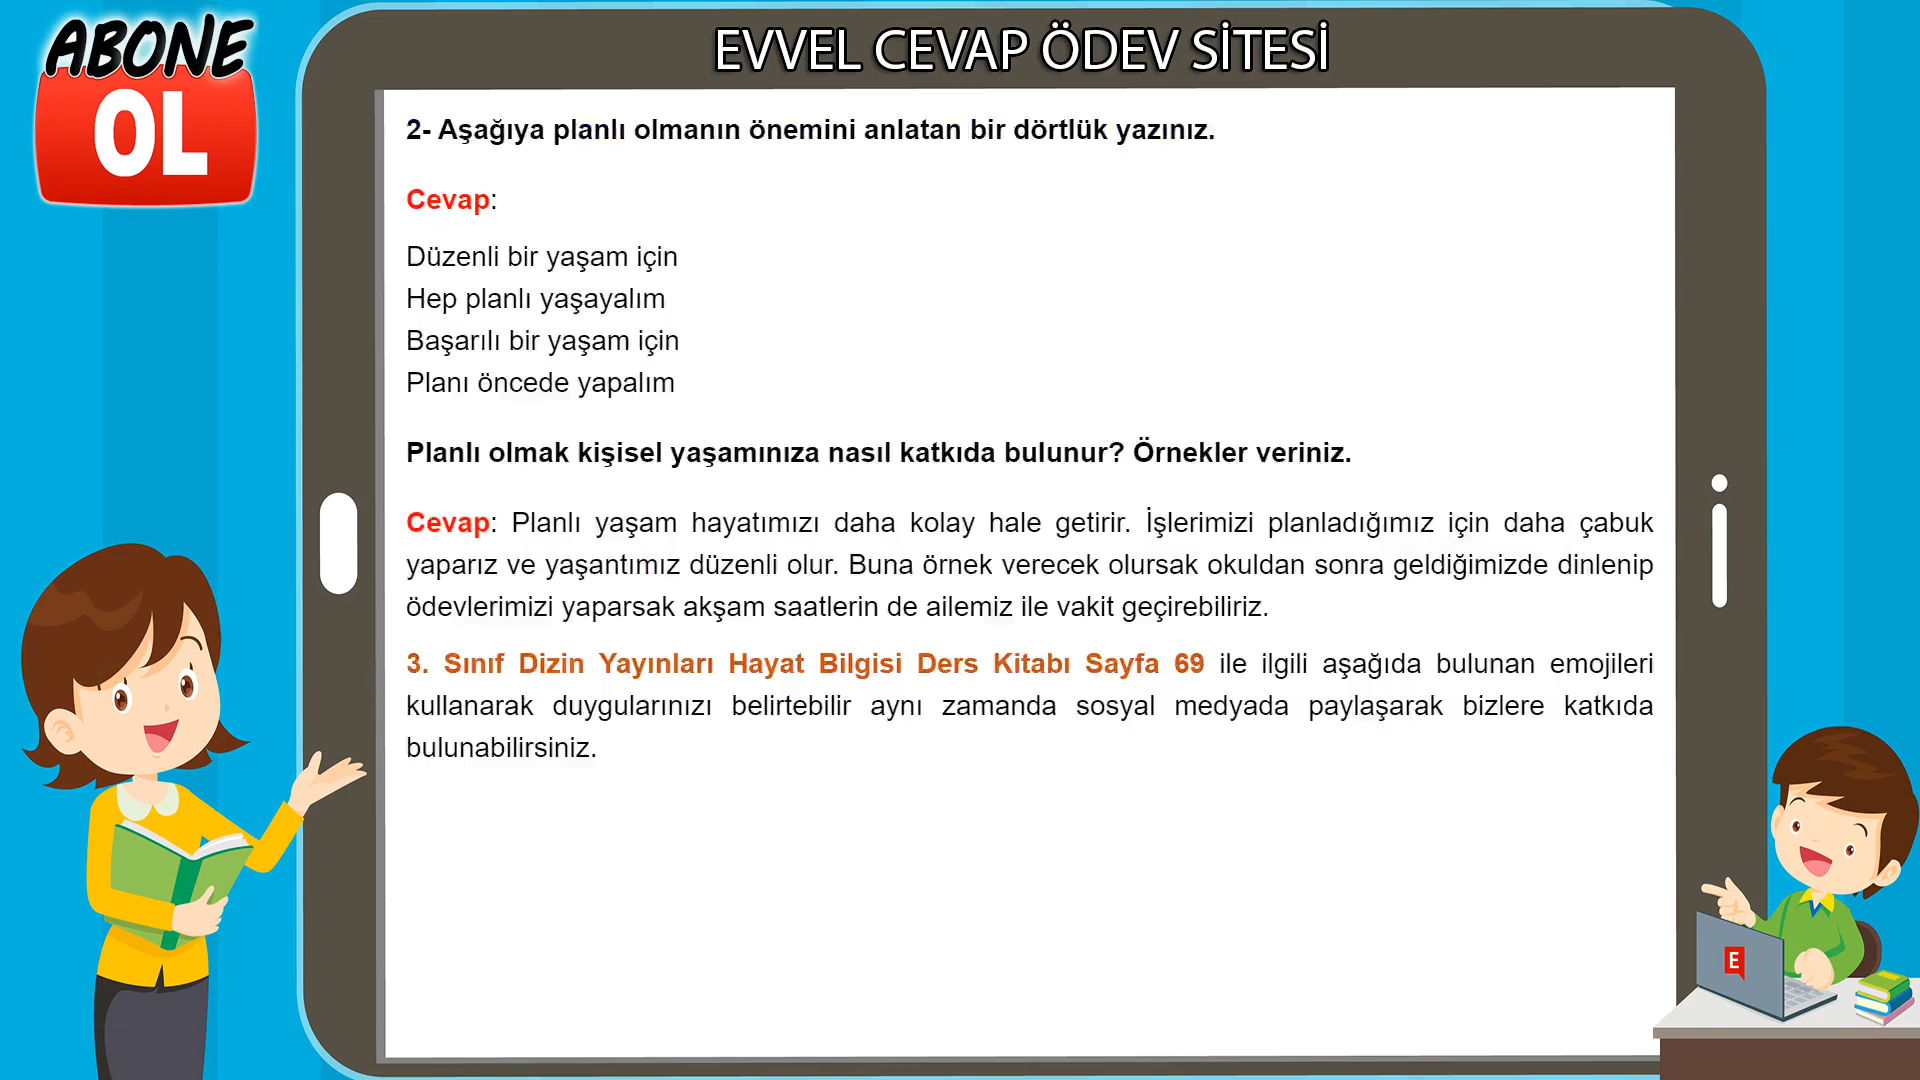 ABONE
OL
EVVEL CEVAP ÖDEV SİTESİ
2- Aşağıya planlı olmanın önemini anlatan bir dörtlük yazınız.
Cevap:
Düzenli bir yaşam için
Hep planlı yaşayalım
Başarılı bir yaşam için
Planı öncede yapalım
Planlı olmak kişisel yaşamınıza nasıl katkıda bulunur? Örnekler veriniz.
Cevap: Planlı yaşam hayatımızı daha kolay hale getirir. İşlerimizi planladığımız için daha çabuk
yaparız ve yaşantımız düzenli olur. Buna örnek verecek olursak okuldan sonra geldiğimizde dinlenip
ödevlerimizi yaparsak akşam saatlerin de ailemiz ile vakit geçirebiliriz.
3. Sınıf Dizin Yayınları Hayat Bilgisi Ders Kitabı Sayfa 69 ile ilgili aşağıda bulunan emojileri
kullanarak duygularınızı belirtebilir aynı zamanda sosyal medyada paylaşarak bizlere katkıda
bulunabilirsiniz.
E